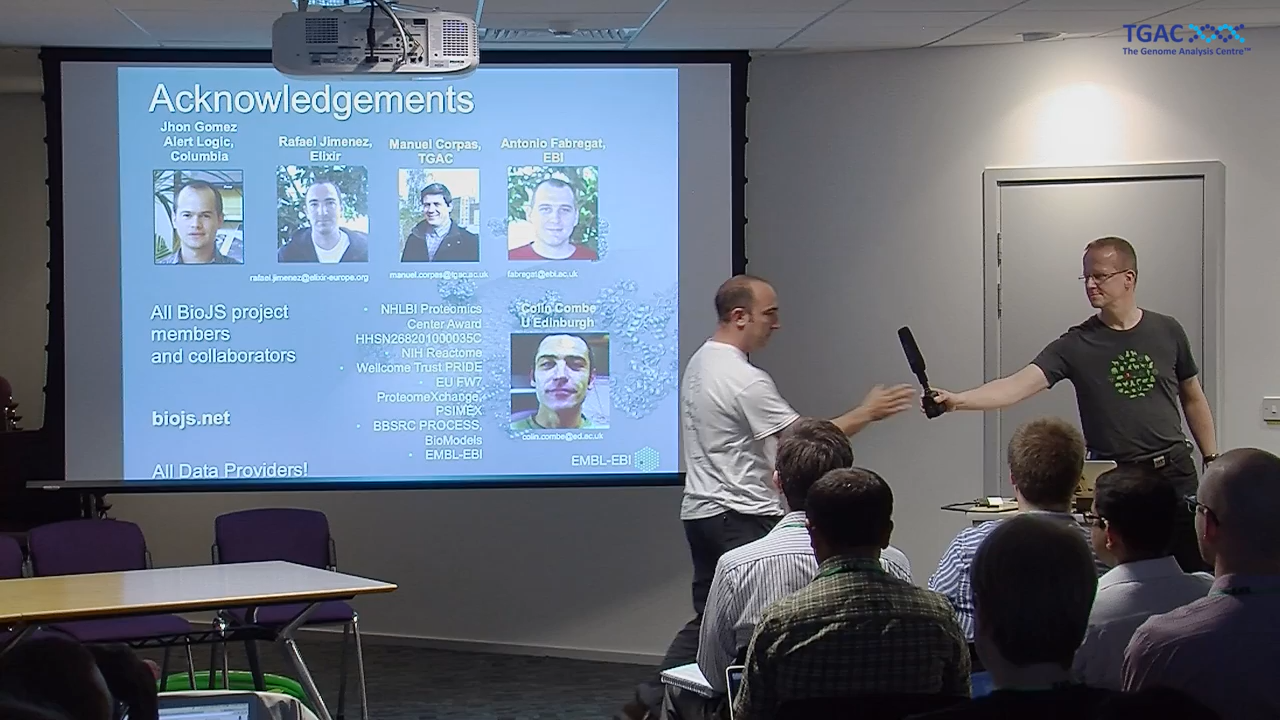 TGAC
The Genome Analysis Centre™
Acknowledgements
Jhon Gomez
Alert Logic,
Columbia
Rafael Jimenez,
Elixir
Manuel Corpas,
TGAC
Antonio Fabregat,
EBI
rafael.jimenez@elixir-europe.org
manuel.corpas@tgac.ac.uk
fabregat@ebi.ac.uk
All BioJS project
members
and collaborators
biojs.net
All Data Providers!
• NHLBI Proteomics
Center Award
HHSN268201000035C
• NIH Reactome
• Wellcome Trust PRIDE
• EU FW7
ProteomeXchange,
PSIMEX
• BBSRC PROCESS,
BioModels
• EMBL-EBI
Colin Combe
U Edinburgh
colin.combe@ed.ac.uk
EMBL-EBI